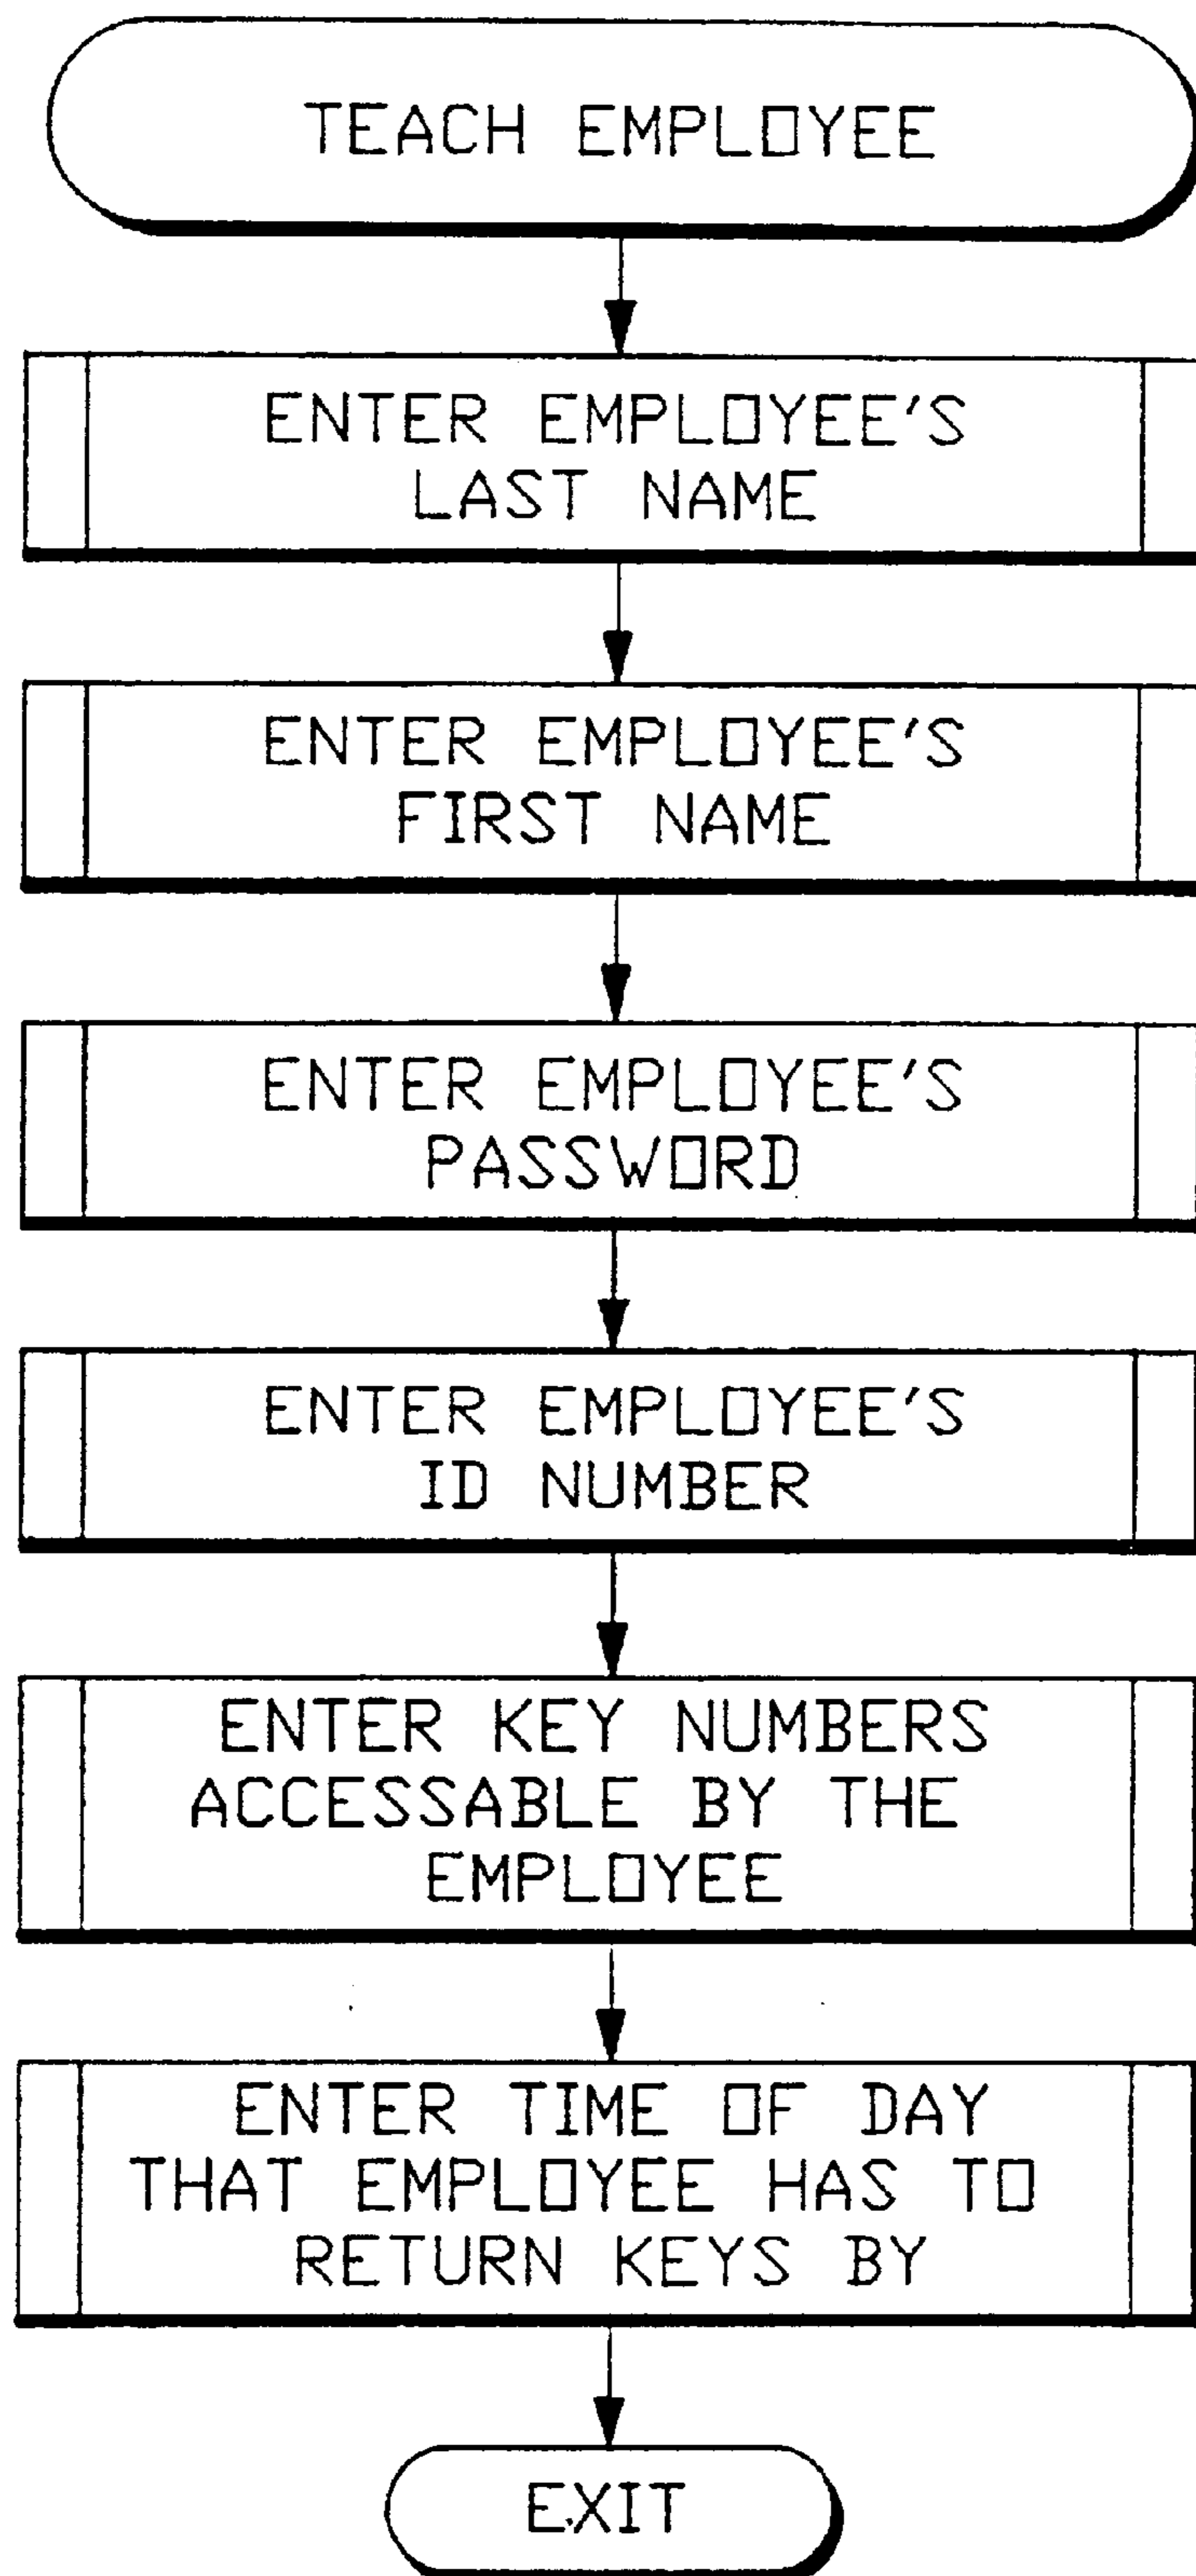 TEACH EMPLOYEE
ENTER EMPLOYEE'S
LAST NAME
ENTER EMPLOYEE'S
FIRST NAME
ENTER EMPLOYEE'S
PASSWORD
ENTER EMPLOYEE'S
ID NUMBER
ENTER KEY NUMBERS
ACCESSABLE BY THE
EMPLOYEE
ENTER TIME OF DAY
THAT EMPLOYEE HAS TO
RETURN KEYS BY
EXIT